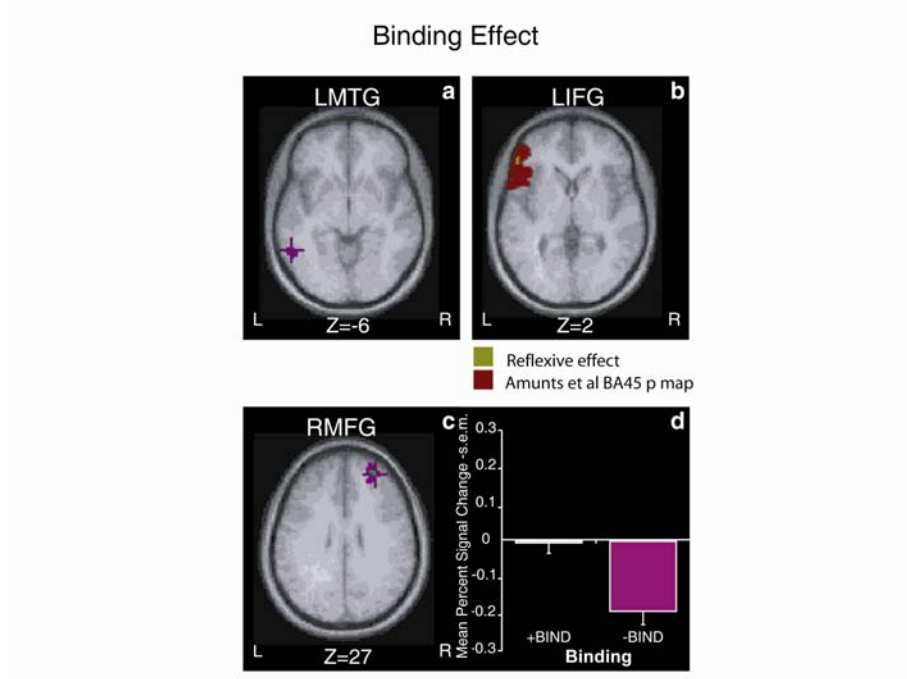 Binding Effect
LMTG
a
L
Z=-6
R
LIFG
b
L
Z=2
R
Reflexive effect
Amunts et al BA45 p map
RMFG
c
L
Z=27
R
d
Mean Percent Signal Change -s.e.m.
0.3
0.2
0.1
0
-0.1
-0.2
-0.3
+BIND
-BIND
Binding